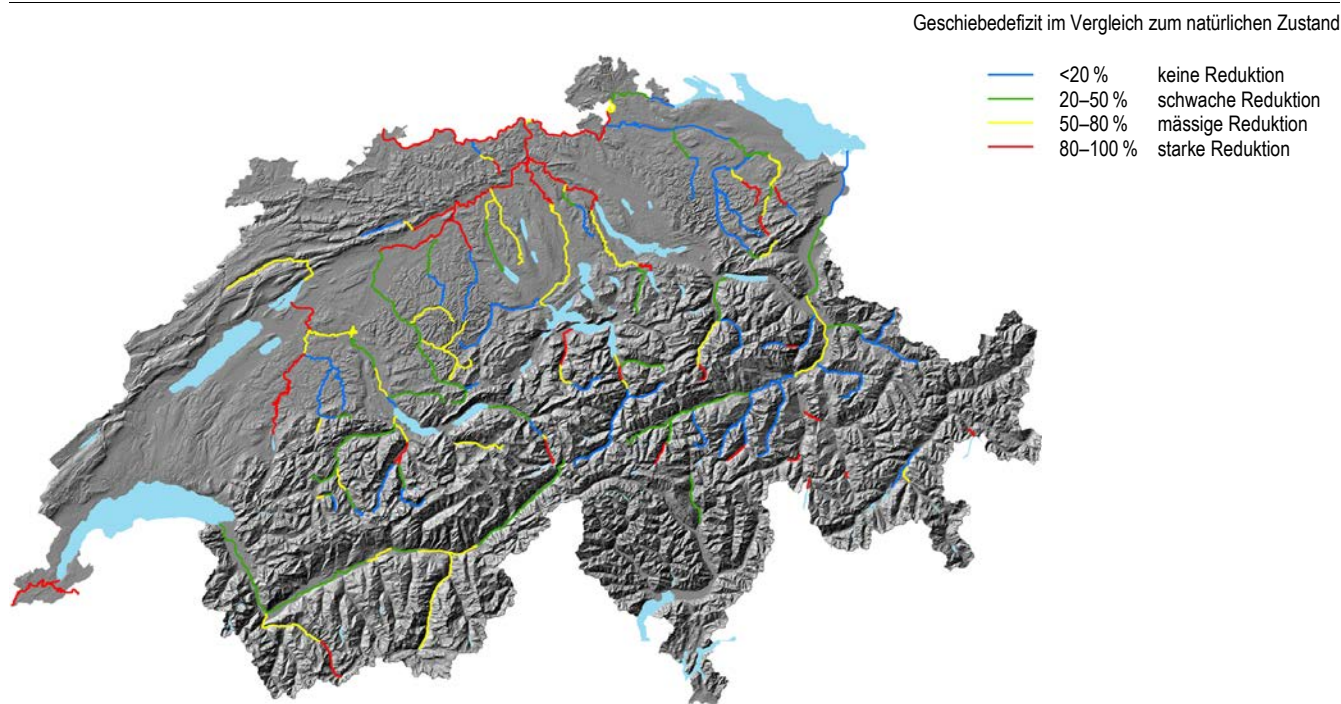 Geschiebedefizit im Vergleich zum natürlichen Zustand
<20 % keine Reduktion
20–50 % schwache Reduktion
50–80 % mässige Reduktion
80–100 % starke Reduktion